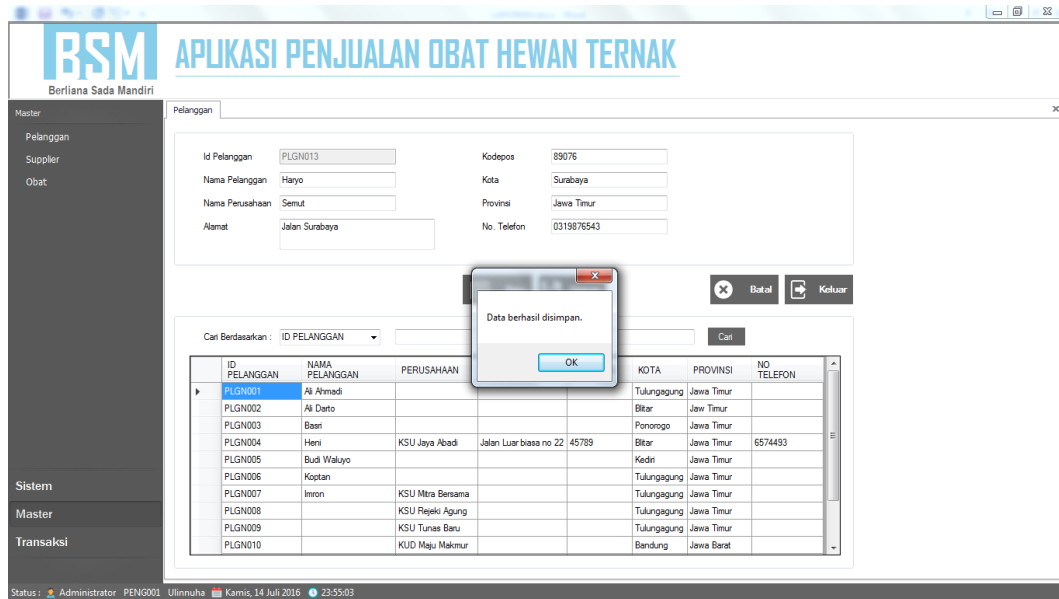 BSM
Berliana Sada Mandiri
APLIKASI PENJUALAN OBAT HEWAN TERNAK
Master
Pelanggan
Supplier
Obat
Sistem
Master
Transaksi
Pelanggan
Id Pelanggan PLGN013 Kodepos 89076
Nama Pelanggan Haryo Kota Surabaya
Nama Perusahaan Semut Provinsi Jawa Timur
Alamat Jalan Surabaya No. Telefon 0319876543
Batal Keluar
Data berhasil disimpan.
OK
Cari Berdasarkan : ID PELANGGAN Cari
ID PELANGGAN NAMA PELANGGAN PERUSAHAAN KOTA PROVINSI NO TELEFON
PLGN001 Ali Ahmadi Tulungagung Jawa Timur
PLGN002 Ali Darto Blitar Jaw Timur
PLGN003 Basri Ponorogo Jawa Timur
PLGN004 Heni KSU Jaya Abadi Jalan Luar biasa no 22 45789 Blitar Jawa Timur 6574493
PLGN005 Budi Waluyo Kediri Jawa Timur
PLGN006 Koptan Tulungagung Jawa Timur
PLGN007 Imron KSU Mitra Bersama Tulungagung Jawa Timur
PLGN008 KSU Rejeki Agung Tulungagung Jawa Timur
PLGN009 KSU Tunas Baru Tulungagung Jawa Timur
PLGN010 KUD Maju Makmur Bandung Jawa Barat
Status : Administrator PENG001 Ulinnuha Kamis, 14 Juli 2016 23:55:03